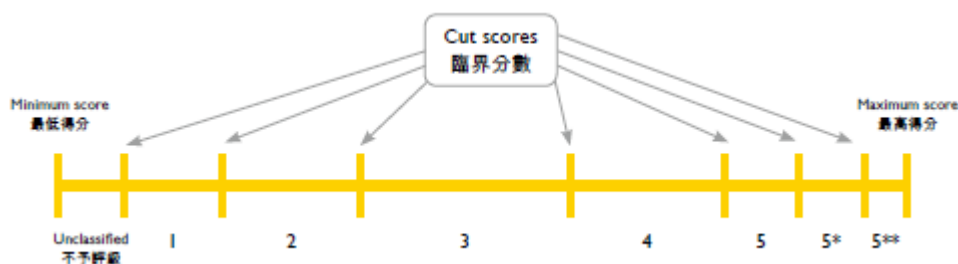 Cut scores
臨界分數
Minimum score
最低得分
Maximum score
最高得分
Unclassified
不予評級
1
2
3
4
5
5*
5**